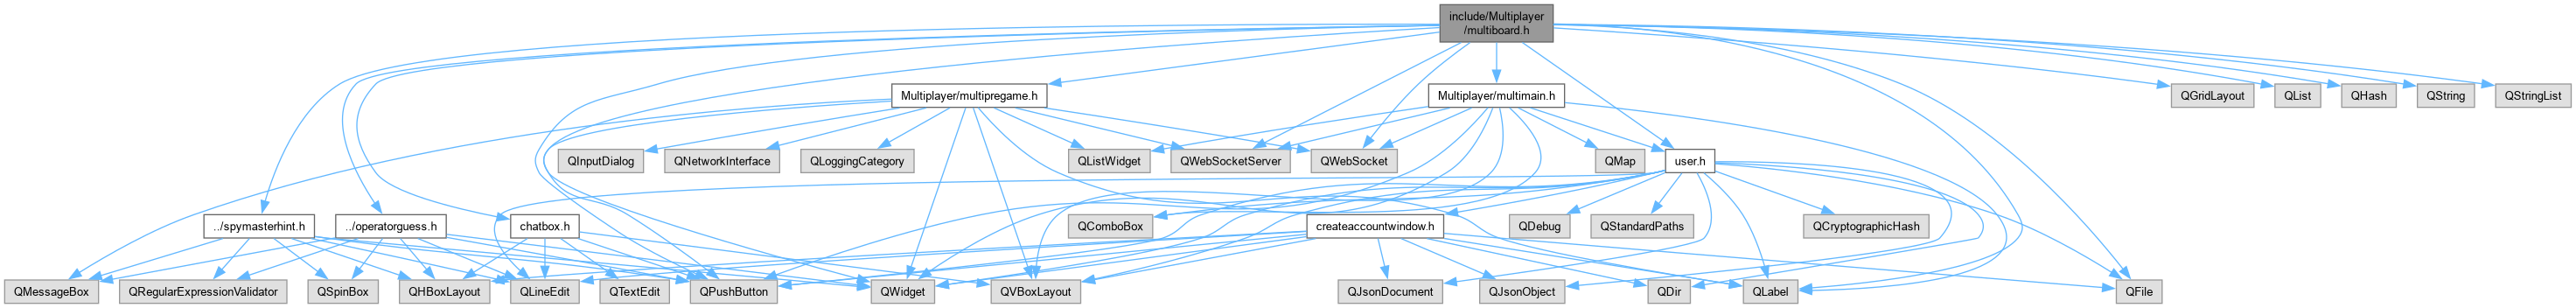 include/Multiplayer
/multiboard.h
Multiplayer/multipregame.h
Multiplayer/multimain.h
QGridLayout
QList
QHash
QString
QStringList
QInputDialog
QNetworkInterface
QLoggingCategory
QListWidget
QWebSocketServer
QWebSocket
QMap
user.h
../spymasterhint.h
../operatorguess.h
chatbox.h
QComboBox
createaccountwindow.h
QDebug
QStandardPaths
QCryptographicHash
QMessageBox
QRegularExpressionValidator
QSpinBox
QHBoxLayout
QLineEdit
QTextEdit
QPushButton
QWidget
QVBoxLayout
QJsonDocument
QJsonObject
QDir
QLabel
QFile